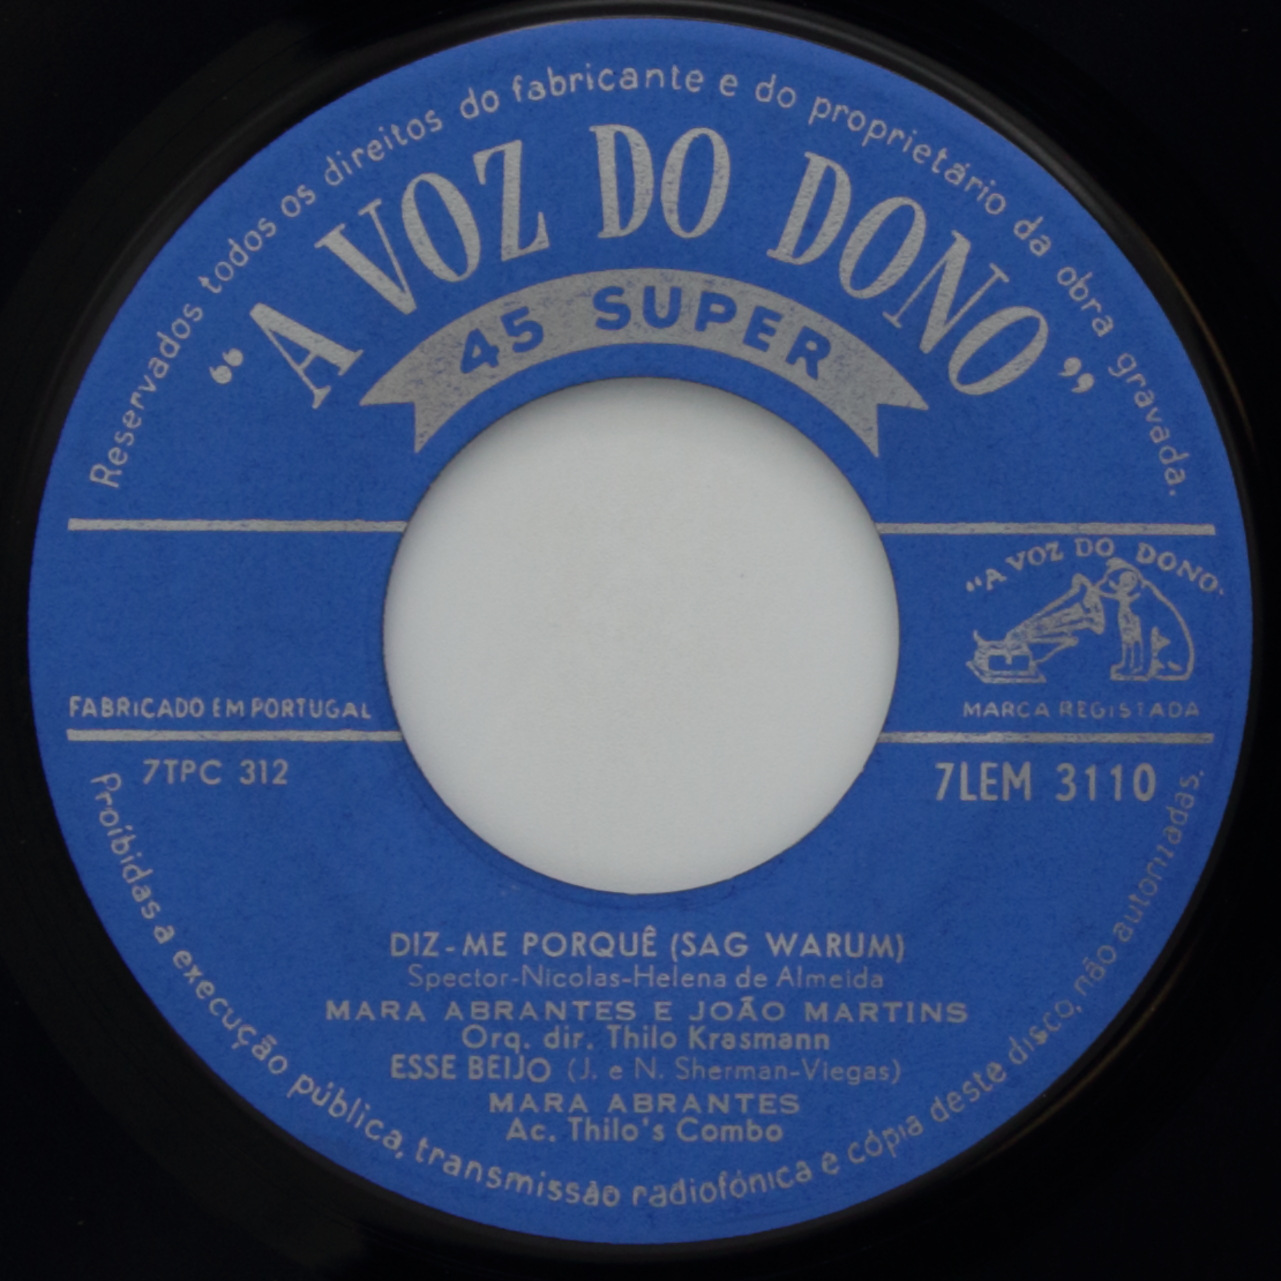 Reservados todos os direitos do fabricante e do proprietário da obra gravada.
“A VOZ DO DONO”
45 SUPER
“A VOZ DO DONO”
FABRICADO EM PORTUGAL
MARCA REGISTADA
7TPC 312
7LEM 3110
DIZ-ME PORQUÊ (SAG WARUM)
Spector-Nicolas-Helena de Almeida
MARA ABRANTES E JOÃO MARTINS
Orq. dir. Thilo Krasmann
ESSE BEIJO (J. e N. Sherman-Viegas)
MARA ABRANTES
Ac. Thilo's Combo
Proíbidas a execução pública, transmissão radiofónica e cópia deste disco, não autorizadas.